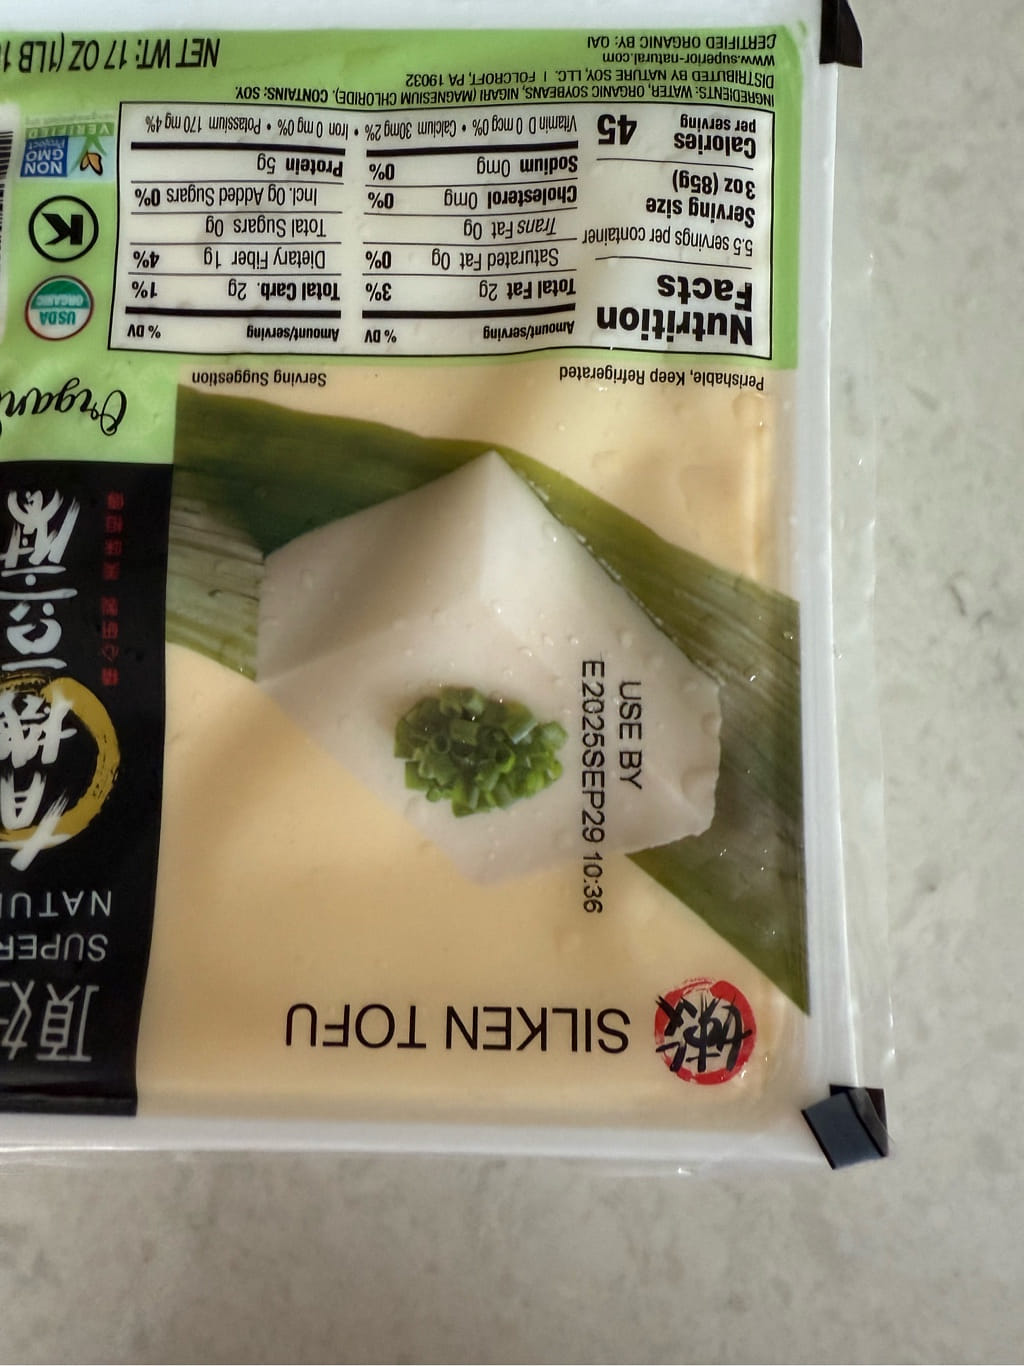 頂好
SUPER
NATU
有機
Organ
SILKEN TOFU
USE BY
E2025SEP29 10:36
Perishable, Keep Refrigerated
Serving Suggestion
Nutrition
Facts
5.5 servings per container
Serving size
3oz (85g)
Calories
per serving
45
Amount/serving % DV
Total Fat 2g 3%
Saturated Fat 0g 0%
Trans Fat 0g
Cholesterol 0mg 0%
Sodium 0mg 0%
Amount/serving % DV
Total Carb. 2g 1%
Dietary Fiber 1g 4%
Total Sugars 0g
Incl. 0g Added Sugars 0%
Protein 5g
Vitamin D 0 mcg 0% • Calcium 30mg 2% • Iron 0 mg 0% • Potassium 170 mg 4%
INGREDIENTS: WATER, ORGANIC SOYBEANS, NIGARI (MAGNESIUM CHLORIDE). CONTAINS: SOY.
DISTRIBUTED BY NATURE SOY, LLC. | FOLCROFT, PA 19032
www.superior-natural.com
CERTIFIED ORGANIC BY: QAI
NET WT: 17 OZ (1LB 1
USDA
ORGANIC
K
NON
GMO
Project
VERIFIED